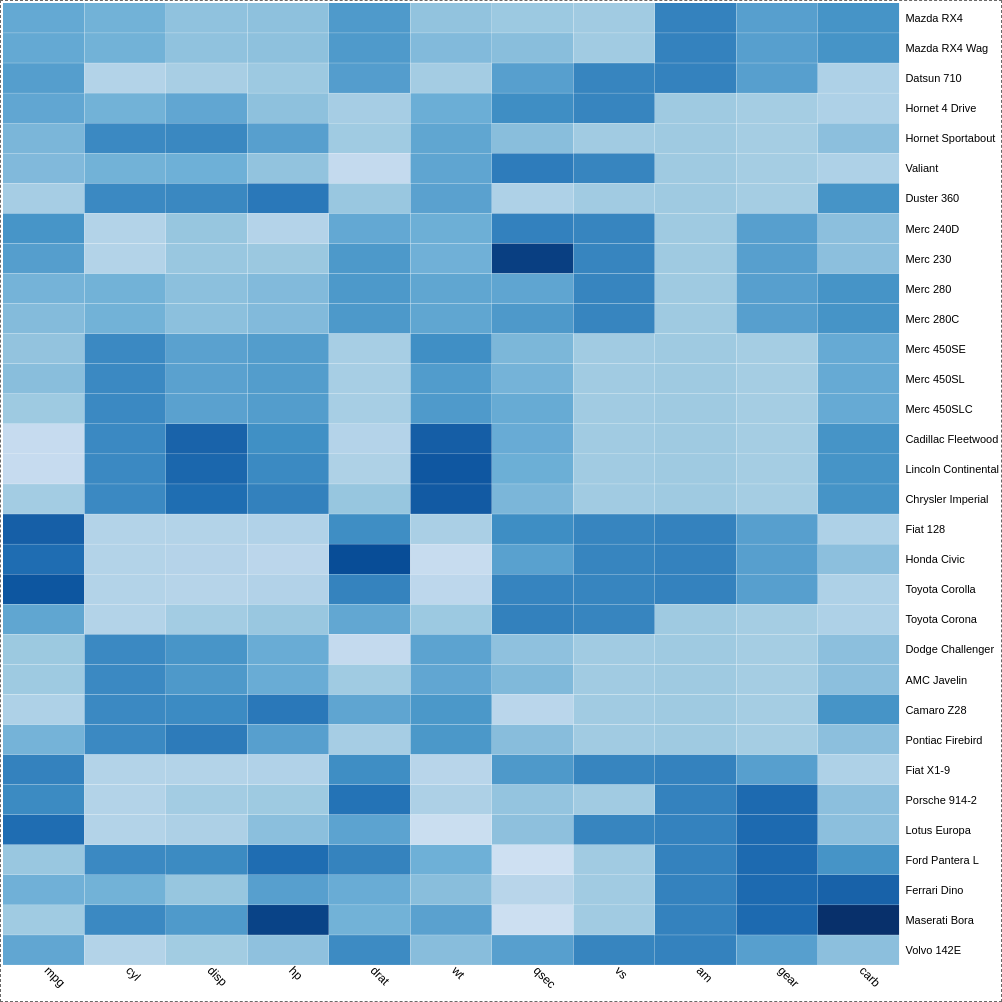 Mazda RX4
Mazda RX4 Wag
Datsun 710
Hornet 4 Drive
Hornet Sportabout
Valiant
Duster 360
Merc 240D
Merc 230
Merc 280
Merc 280C
Merc 450SE
Merc 450SL
Merc 450SLC
Cadillac Fleetwood
Lincoln Continental
Chrysler Imperial
Fiat 128
Honda Civic
Toyota Corolla
Toyota Corona
Dodge Challenger
AMC Javelin
Camaro Z28
Pontiac Firebird
Fiat X1-9
Porsche 914-2
Lotus Europa
Ford Pantera L
Ferrari Dino
Maserati Bora
Volvo 142E
mpg cyl disp hp drat wt qsec vs am gear carb